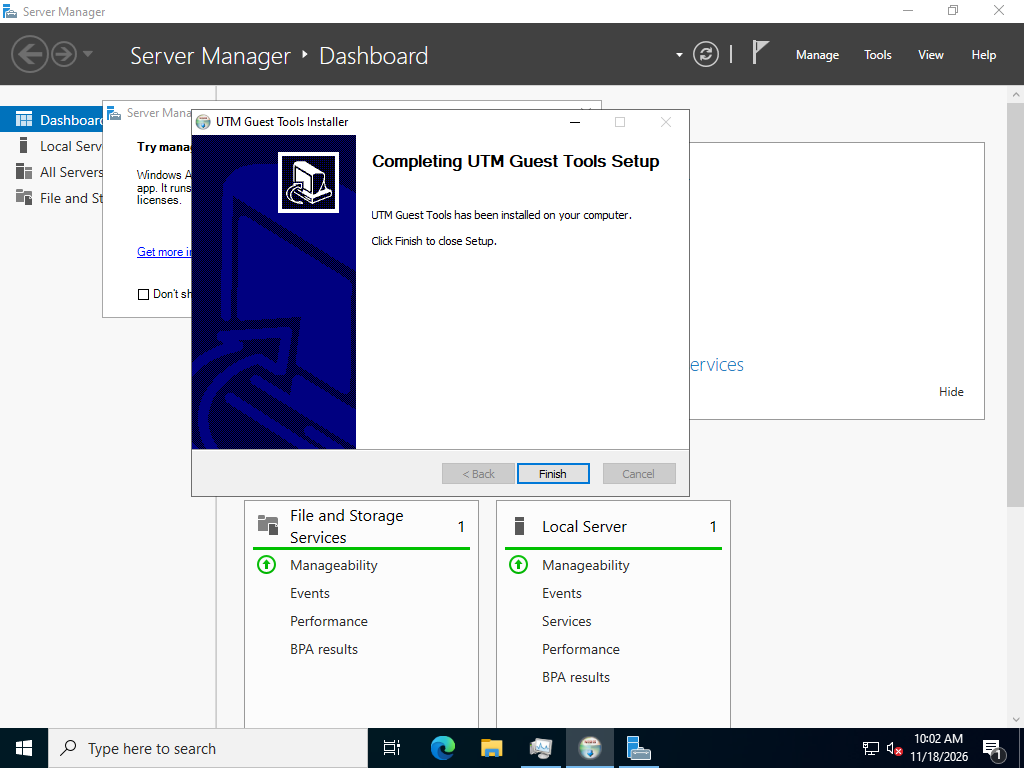 Server Manager
Server Manager
Dashboard
Manage
Tools
View
Help
Dashboard
Local Serv
All Servers
File and St
Server Mana
Try manag
Windows A
app. It runs
licenses.
Get more in
Don't sh
UTM Guest Tools Installer
Completing UTM Guest Tools Setup
UTM Guest Tools has been installed on your computer.
Click Finish to close Setup.
< Back
Finish
Cancel
ervices
Hide
File and Storage
Services
1
Manageability
Events
Performance
BPA results
Local Server
1
Manageability
Events
Services
Performance
BPA results
Type here to search
10:02 AM
11/18/2026
1